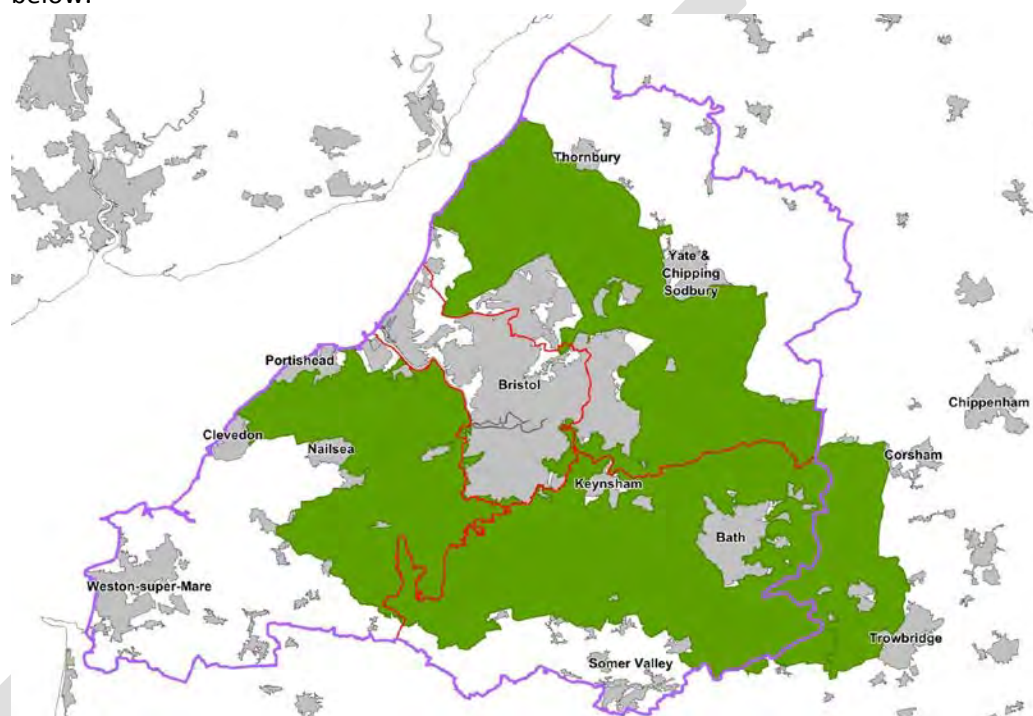 below.
Thornbury
Yate &
Chipping
Sodbury
Portishead
Bristol
Chippenham
Clevedon
Nailsea
Corsham
Keynsham
Bath
Weston-super-Mare
Trowbridge
Somer Valley